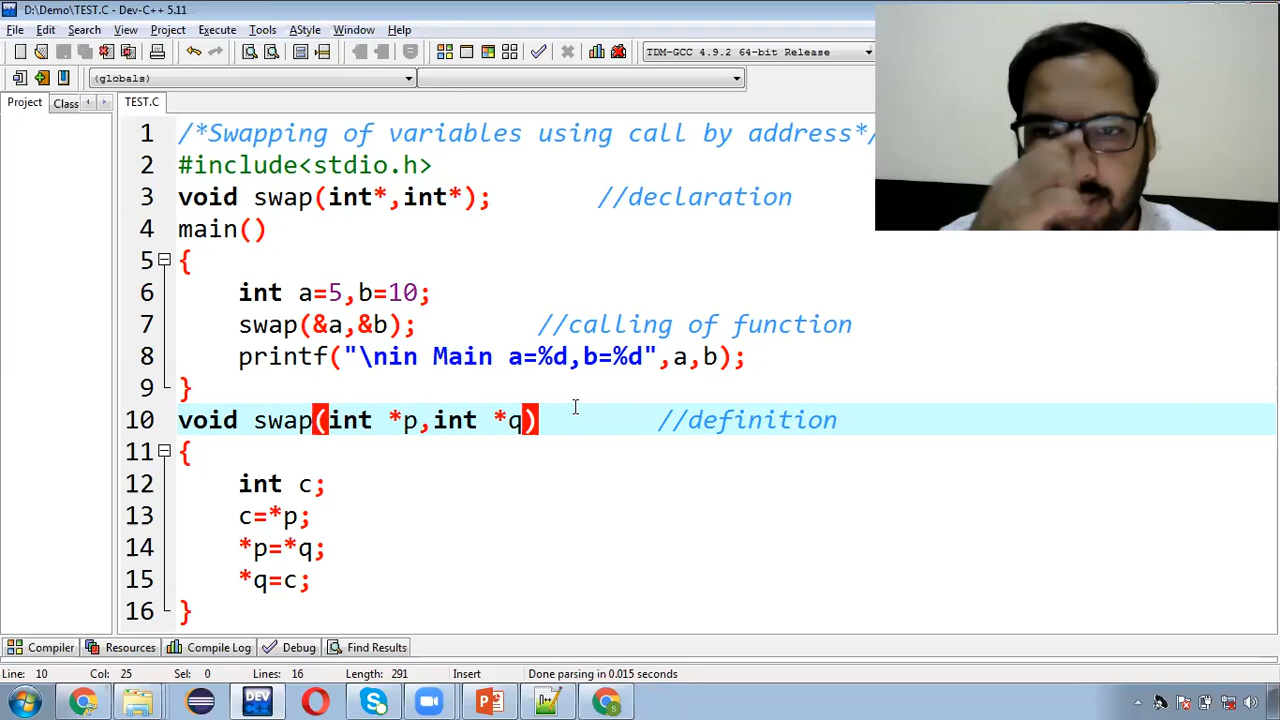 D:\Demo\TEST.C - Dev-C++ 5.11
File Edit Search View Project Execute Tools AStyle Window Help
TDM-GCC 4.9.2 64-bit Release
(globals)
Project Class TEST.C
1 /*Swapping of variables using call by address*/
2 #include<stdio.h>
3 void swap(int*,int*); //declaration
4 main()
5 {
6 int a=5,b=10;
7 swap(&a,&b); //calling of function
8 printf("\nin Main a=%d,b=%d",a,b);
9 }
10 void swap(int *p,int *q) //definition
11 {
12 int c;
13 c=*p;
14 *p=*q;
15 *q=c;
16 }
Compiler Resources Compile Log Debug Find Results
Line: 10 Col: 25 Sel: 0 Lines: 16 Length: 291 Insert Done parsing in 0.015 seconds
DEV